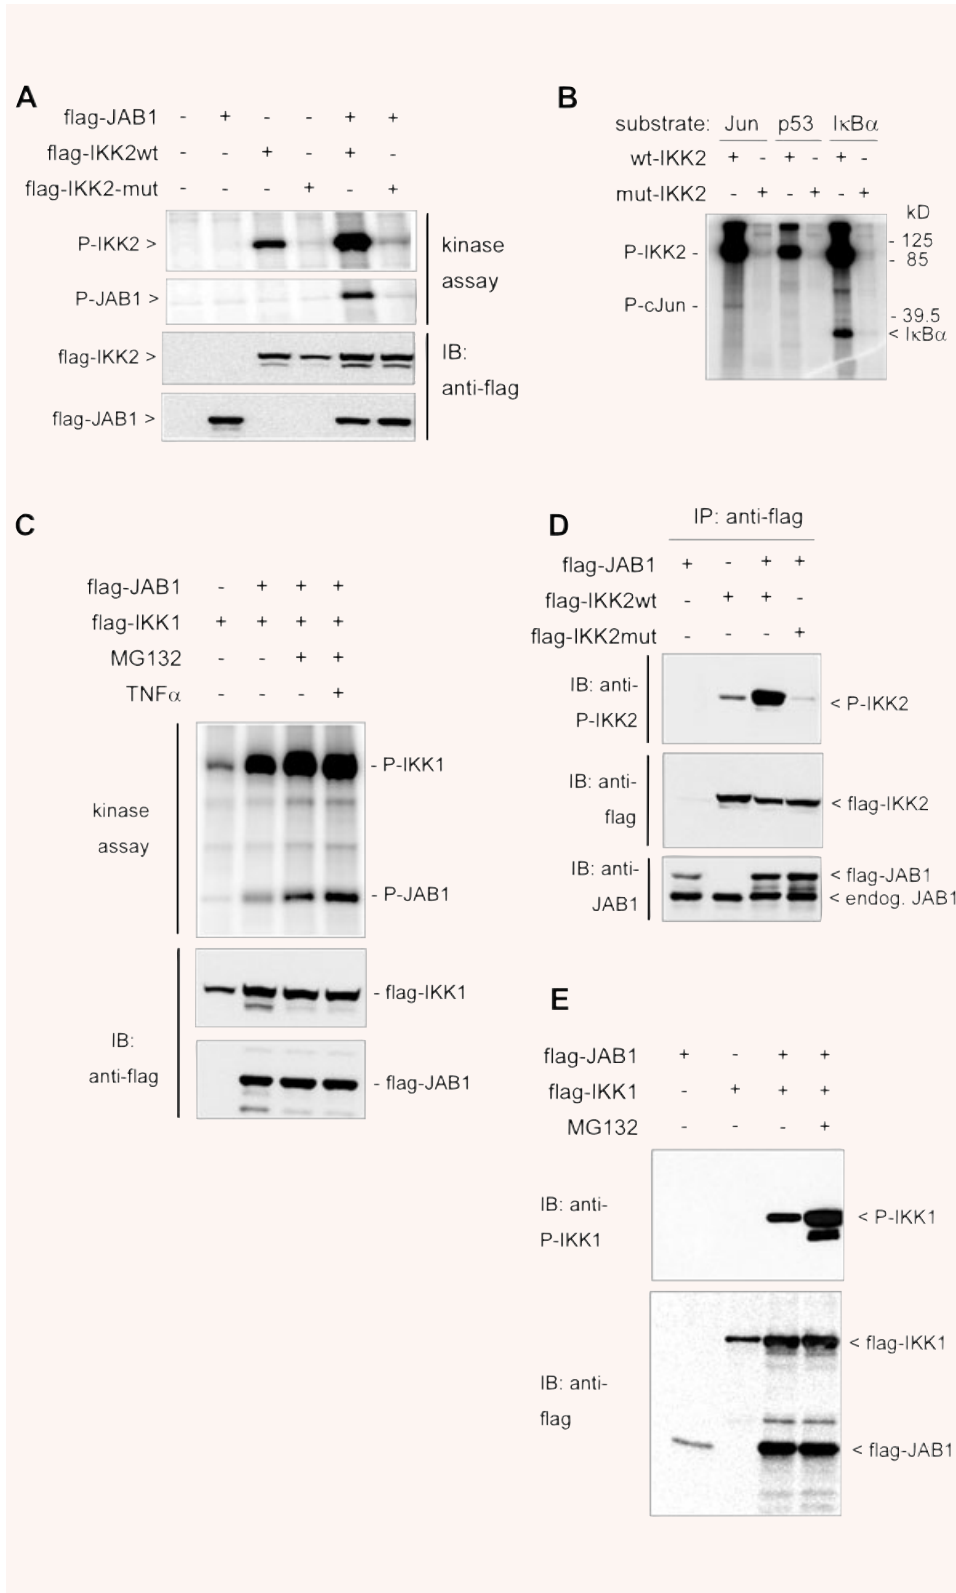 A
flag-JAB1 - + - - + +
flag-IKK2wt - - + - + -
flag-IKK2-mut - - - + - +
P-IKK2 >
P-JAB1 >
kinase
assay
flag-IKK2 >
flag-JAB1 >
IB:
anti-flag
B
substrate: Jun p53 IκBα
wt-IKK2 + - + - + -
mut-IKK2 - + - + - +
kD
P-IKK2 -
- 125
- 85
P-cJun -
- 39.5
< IκBα
C
flag-JAB1 - + + +
flag-IKK1 + + + +
MG132 - - + +
TNFα - - - +
kinase
assay
- P-IKK1
- P-JAB1
IB:
anti-flag
- flag-IKK1
- flag-JAB1
D
IP: anti-flag
flag-JAB1 + - + +
flag-IKK2wt - + + -
flag-IKK2mut - - - +
IB: anti-
P-IKK2
< P-IKK2
IB: anti-
flag
< flag-IKK2
IB: anti-
JAB1
< flag-JAB1
< endog. JAB1
E
flag-JAB1 + - + +
flag-IKK1 - + + +
MG132 - - - +
IB: anti-
P-IKK1
< P-IKK1
IB: anti-
flag
< flag-IKK1
< flag-JAB1